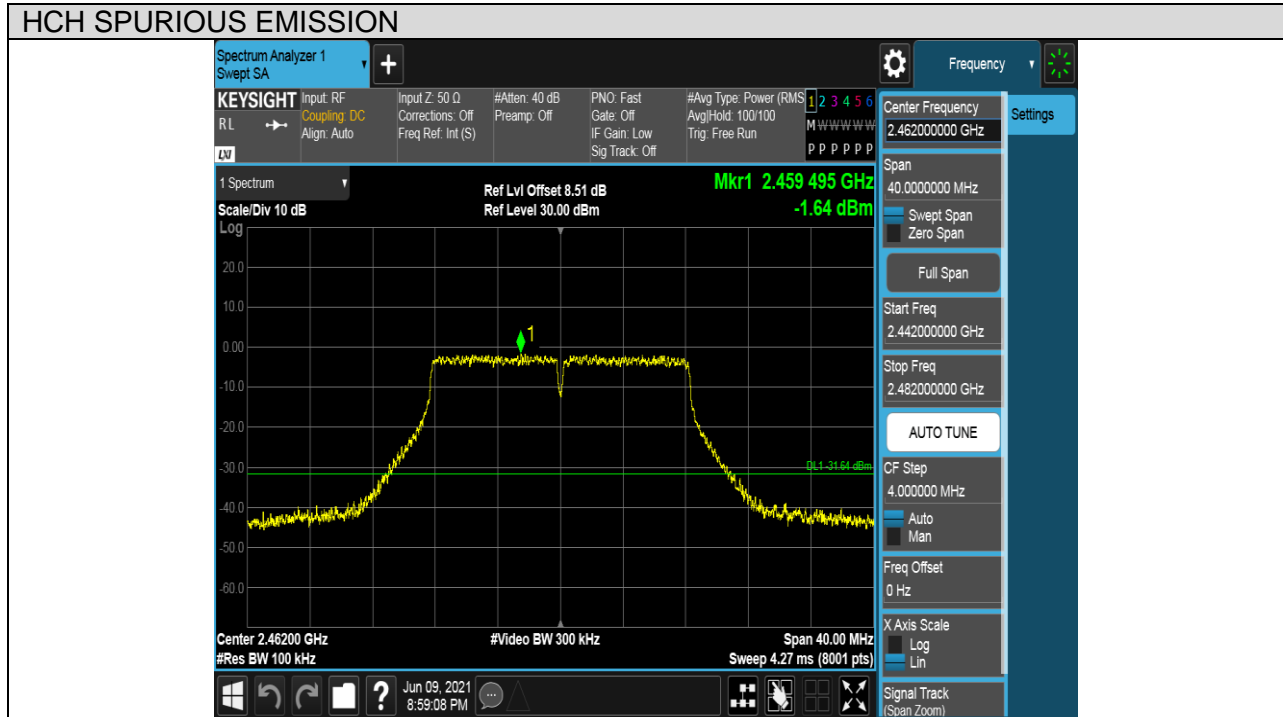 HCH SPURIOUS EMISSION
Spectrum Analyzer 1
Swept SA
+
Frequency
KEYSIGHT
RL
LXI
Input: RF
Coupling: DC
Align: Auto
Input Z: 50 Ω
Corrections: Off
Freq Ref: Int (S)
#Atten: 40 dB
Preamp: Off
PNO: Fast
Gate: Off
IF Gain: Low
Sig Track: Off
#Avg Type: Power (RMS
Avg|Hold: 100/100
Trig: Free Run
1 2 3 4 5 6
M W W W W W
P P P P P P
1 Spectrum
Scale/Div 10 dB
Ref Lvl Offset 8.51 dB
Ref Level 30.00 dBm
Mkr1 2.459 495 GHz
-1.64 dBm
Log
20.0
10.0
0.00
-10.0
-20.0
-30.0
-40.0
-50.0
-60.0
1
DL1 -31.64 dBm
Center 2.46200 GHz
#Res BW 100 kHz
#Video BW 300 kHz
Span 40.00 MHz
Sweep 4.27 ms (8001 pts)
Center Frequency
2.462000000 GHz
Settings
Span
40.0000000 MHz
Swept Span
Zero Span
Full Span
Start Freq
2.442000000 GHz
Stop Freq
2.482000000 GHz
AUTO TUNE
CF Step
4.000000 MHz
Auto
Man
Freq Offset
0 Hz
X Axis Scale
Log
Lin
Signal Track
(Span Zoom)
?
Jun 09, 2021
8:59:08 PM